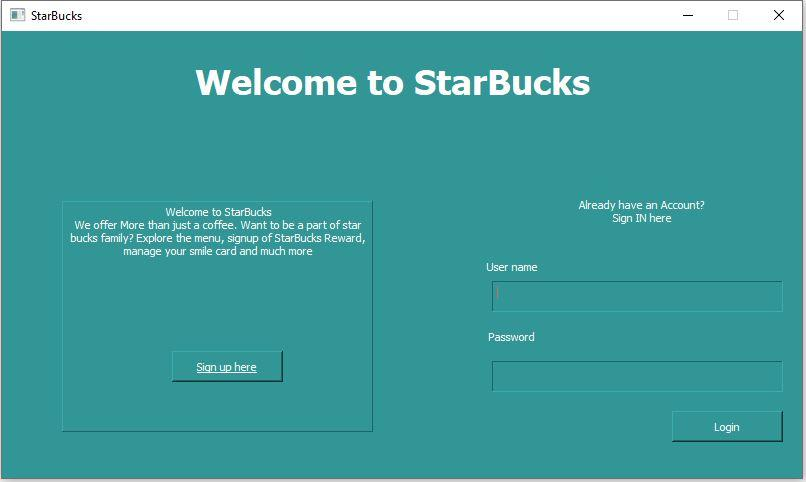 StarBucks
Welcome to StarBucks
Welcome to StarBucks
We offer More than just a coffee. Want to be a part of star
bucks family? Explore the menu, signup of StarBucks Reward,
manage your smile card and much more
Sign up here
Already have an Account?
Sign IN here
User name
Password
Login